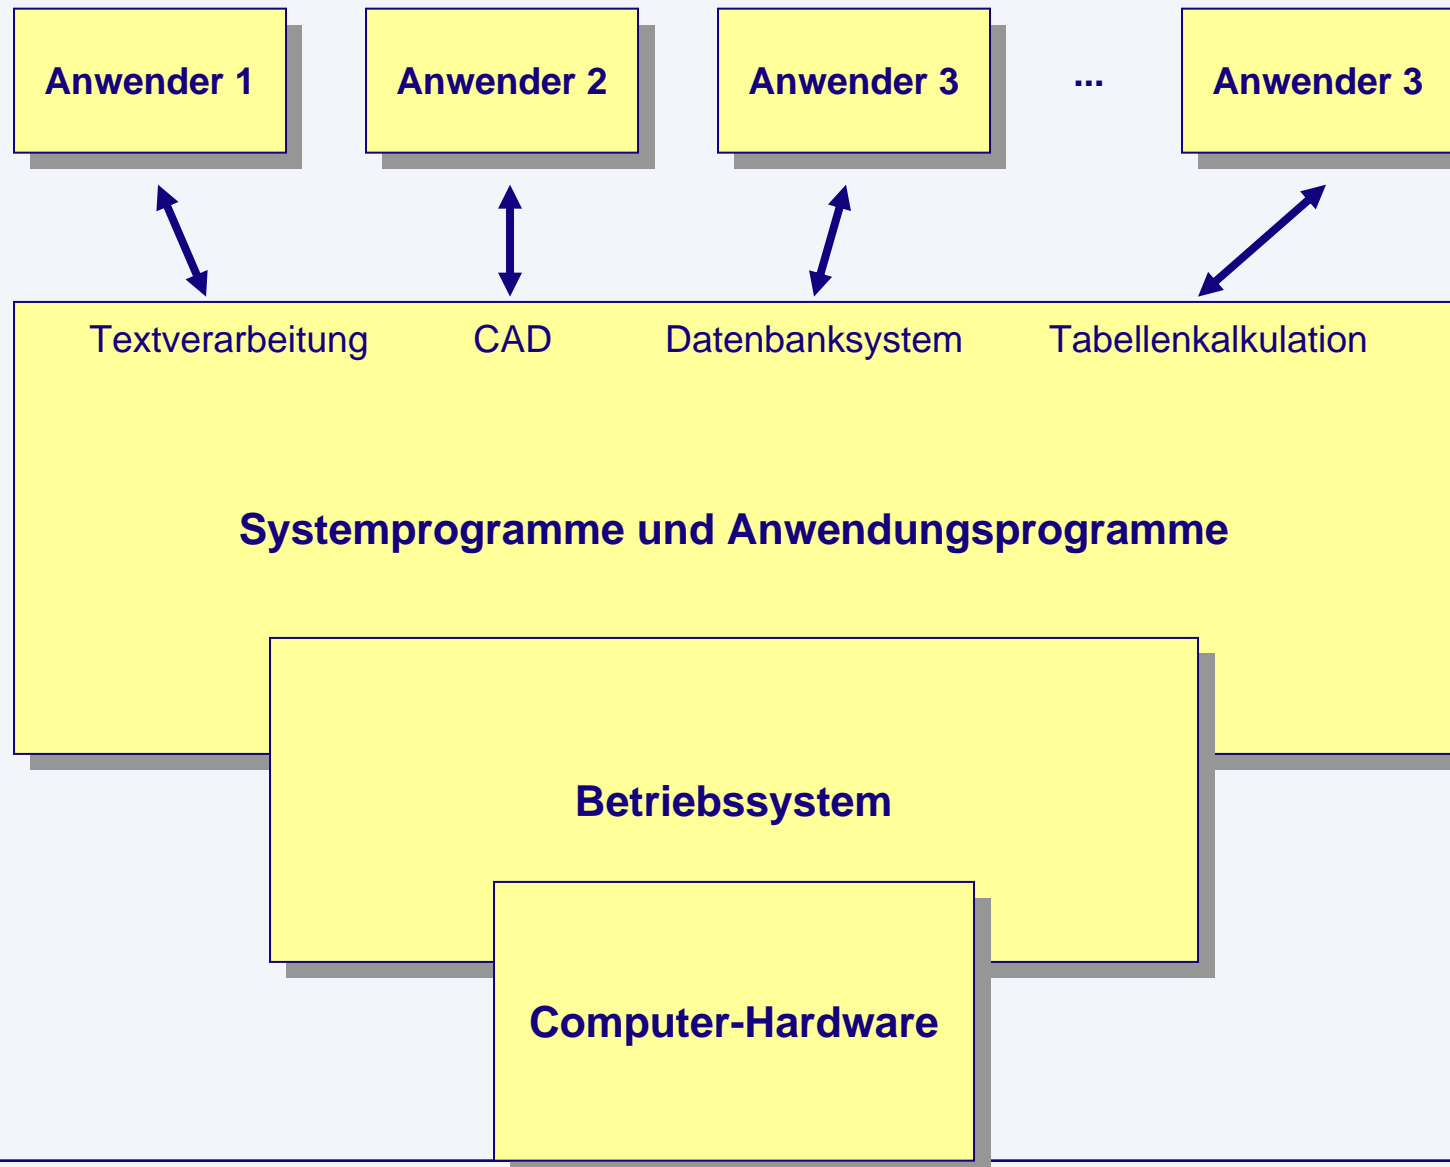 Anwender 1
Anwender 2
Anwender 3
...
Anwender 3
Textverarbeitung
CAD
Datenbanksystem
Tabellenkalkulation
Systemprogramme und Anwendungsprogramme
Betriebssystem
Computer-Hardware